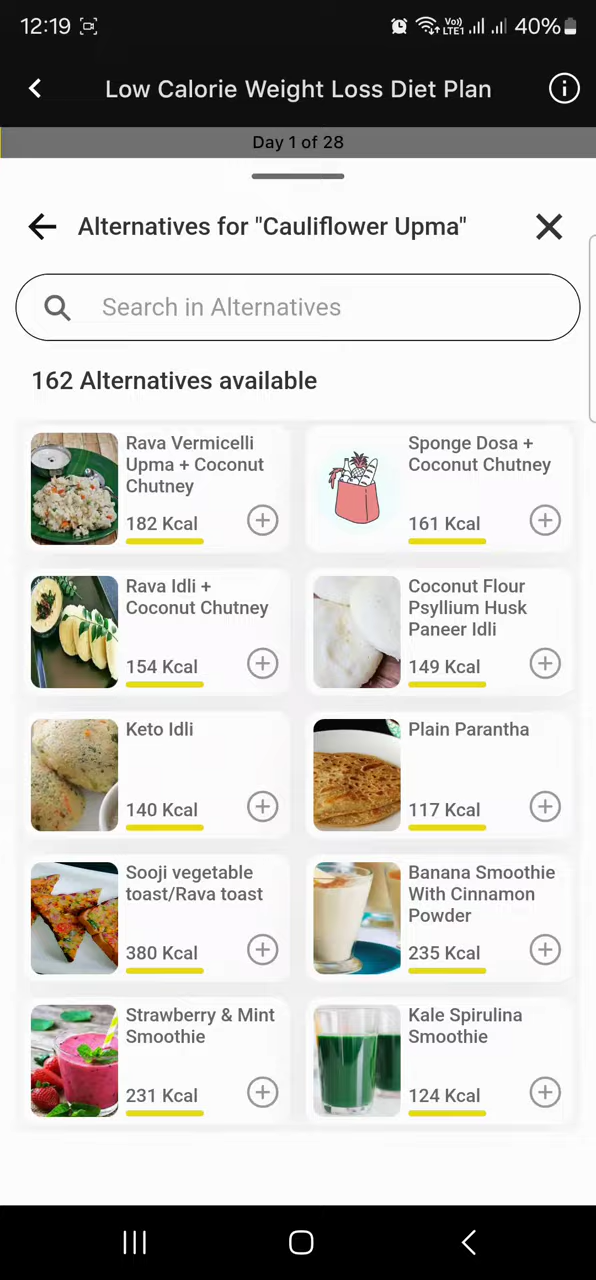 12:19
Vo)) LTE1 40%
Low Calorie Weight Loss Diet Plan
Day 1 of 28
Alternatives for "Cauliflower Upma"
Search in Alternatives
162 Alternatives available
Rava Vermicelli
Upma + Coconut
Chutney
182 Kcal
Sponge Dosa +
Coconut Chutney
161 Kcal
Rava Idli +
Coconut Chutney
154 Kcal
Coconut Flour
Psyllium Husk
Paneer Idli
149 Kcal
Keto Idli
140 Kcal
Plain Parantha
117 Kcal
Sooji vegetable
toast/Rava toast
380 Kcal
Banana Smoothie
With Cinnamon
Powder
235 Kcal
Strawberry & Mint
Smoothie
231 Kcal
Kale Spirulina
Smoothie
124 Kcal